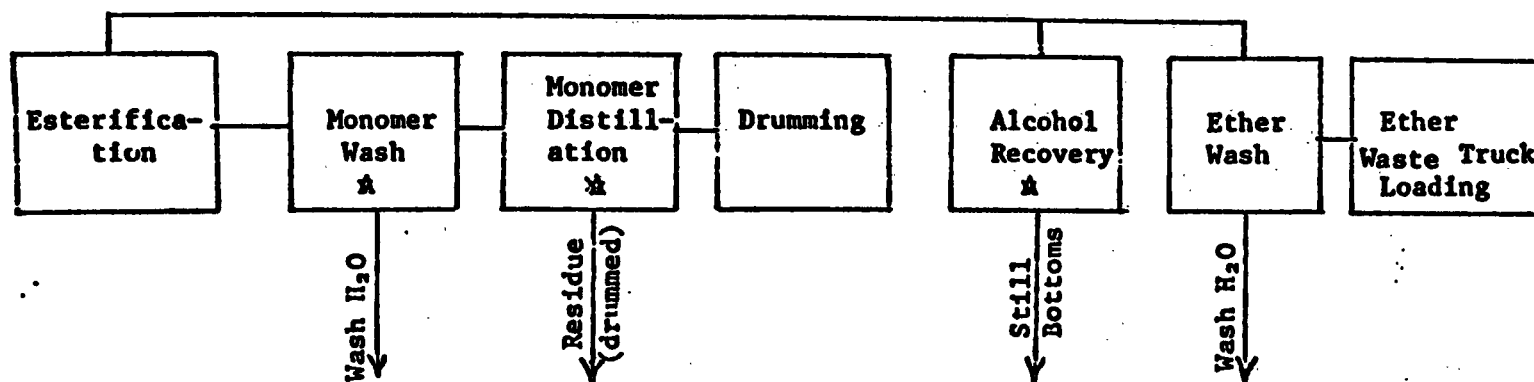 Esterifica-
tion
Monomer
Wash
☆
Monomer
Distill-
ation
☆
Drumming
Alcohol
Recovery
☆
Ether
Wash
Ether
Waste Truck
Loading
Wash H₂O
Residue
(drummed)
Still
Bottoms
Wash H₂O